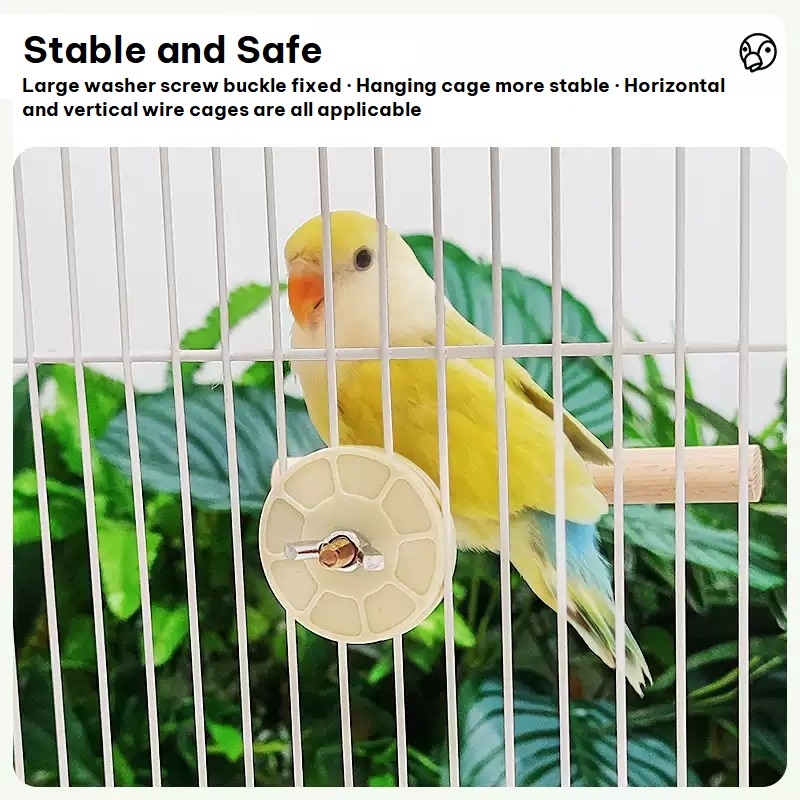 Stable and Safe
Large washer screw buckle fixed · Hanging cage more stable · Horizontal
and vertical wire cages are all applicable